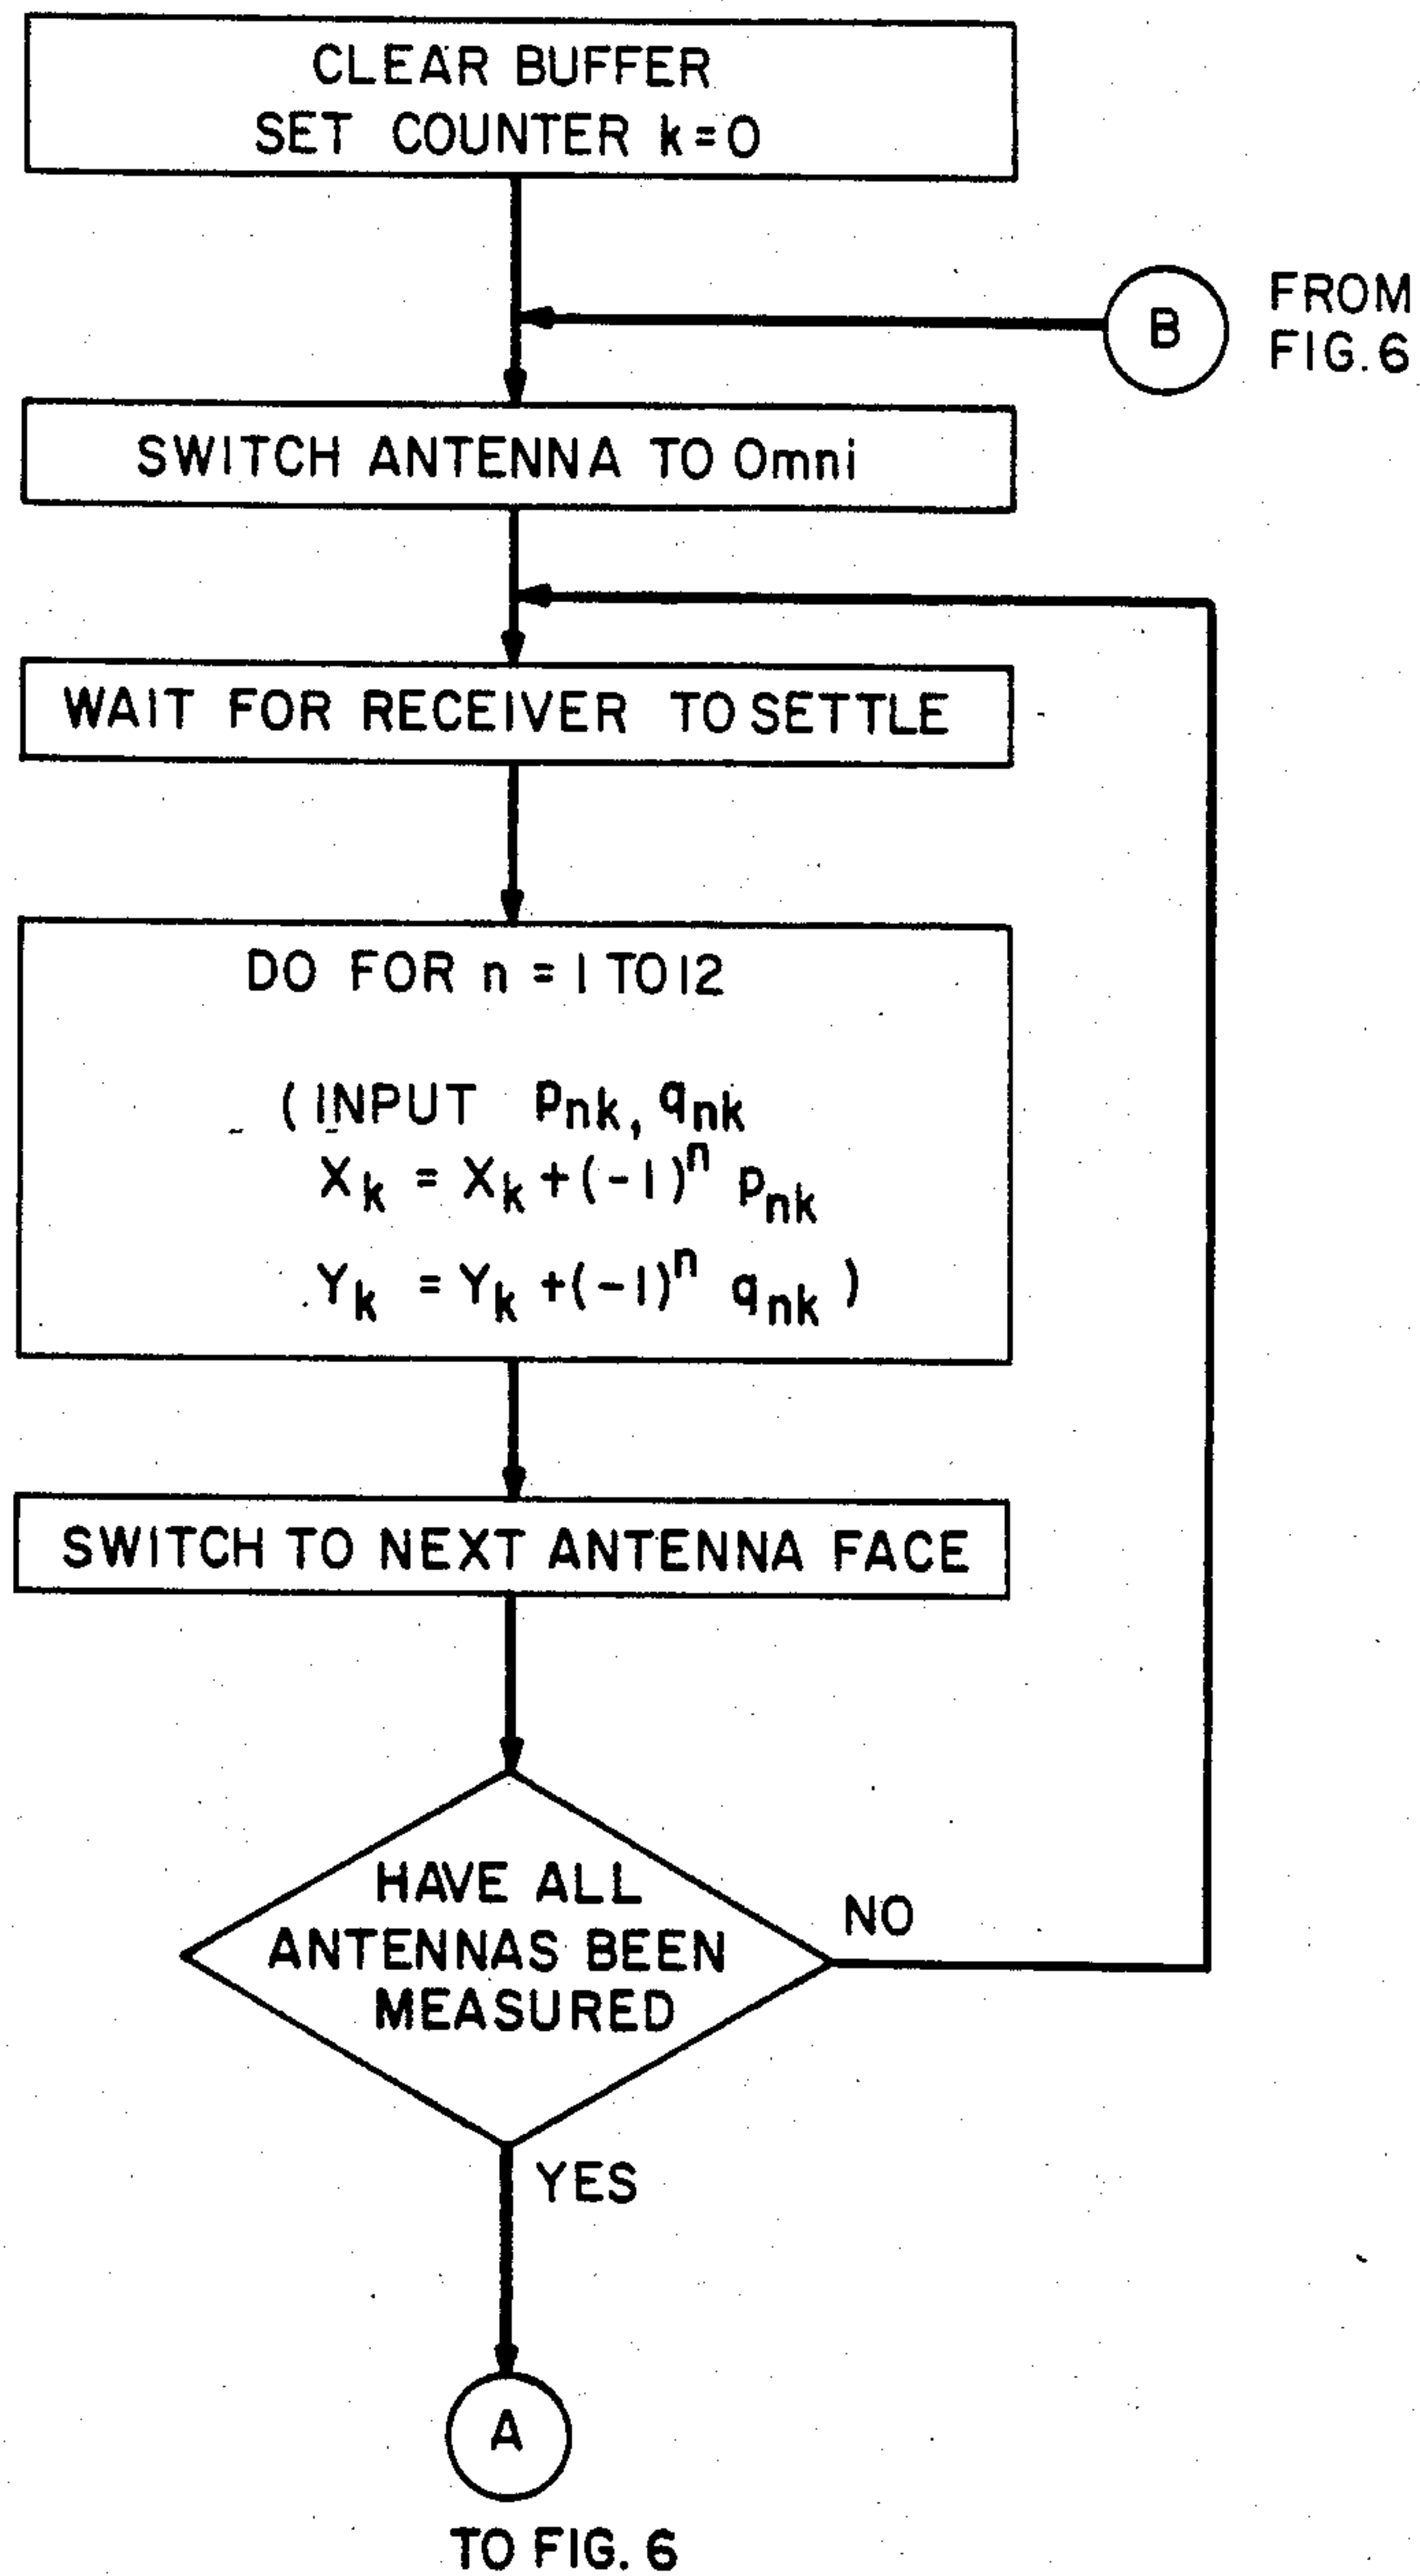 CLEAR BUFFER
SET COUNTER k=0
B
FROM
FIG.6
SWITCH ANTENNA TO Omni
WAIT FOR RECEIVER TO SETTLE
DO FOR n = 1 TO 12
(INPUT pnk, qnk
Xk = Xk +(-1)^n pnk
Yk = Yk +(-1)^n qnk )
SWITCH TO NEXT ANTENNA FACE
HAVE ALL
ANTENNAS BEEN
MEASURED
NO
YES
A
TO FIG. 6